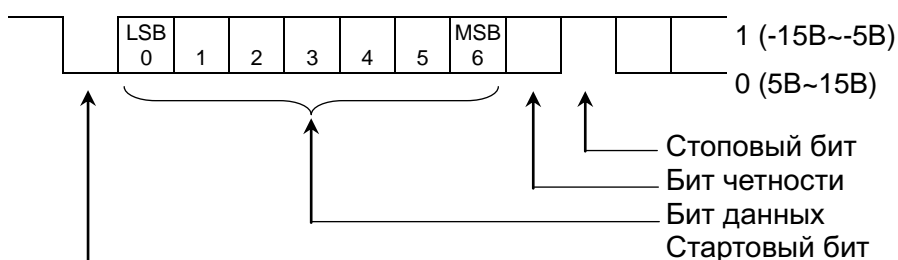 LSB MSB
0 1 2 3 4 5 6
1 (-15В~-5В)
0 (5В~15В)
Стоповый бит
Бит четности
Бит данных
Стартовый бит